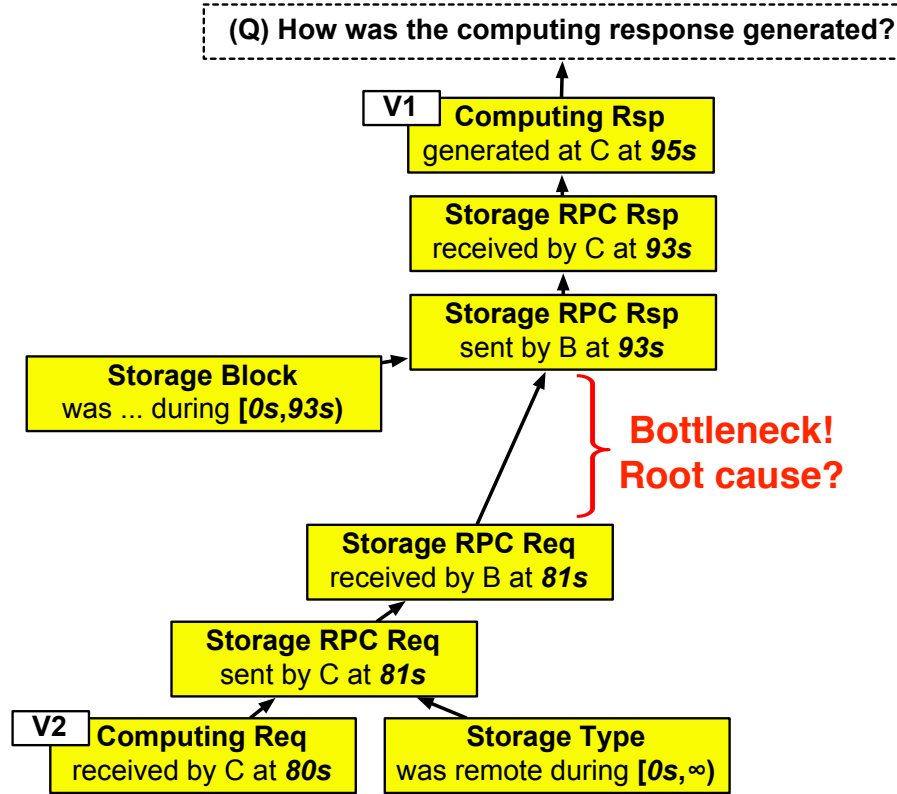 (Q) How was the computing response generated?
V1
Computing Rsp
generated at C at 95s
Storage RPC Rsp
received by C at 93s
Storage RPC Rsp
sent by B at 93s
Storage Block
was ... during [0s,93s)
Bottleneck!
Root cause?
Storage RPC Req
received by B at 81s
Storage RPC Req
sent by C at 81s
V2
Computing Req
received by C at 80s
Storage Type
was remote during [0s,∞)